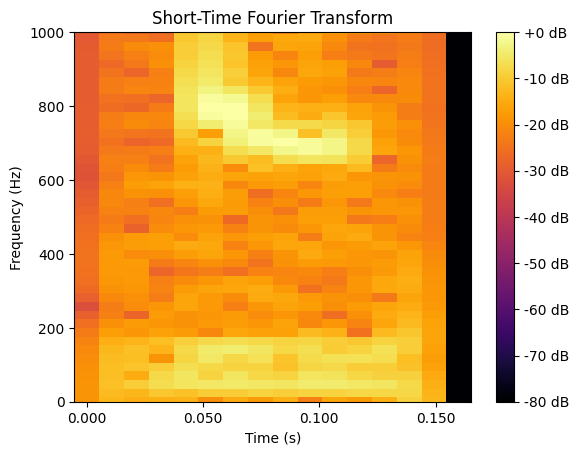 Short-Time Fourier Transform
Frequency (Hz)
1000
800
600
400
200
0
0.000
0.050
0.100
0.150
Time (s)
+0 dB
-10 dB
-20 dB
-30 dB
-40 dB
-50 dB
-60 dB
-70 dB
-80 dB